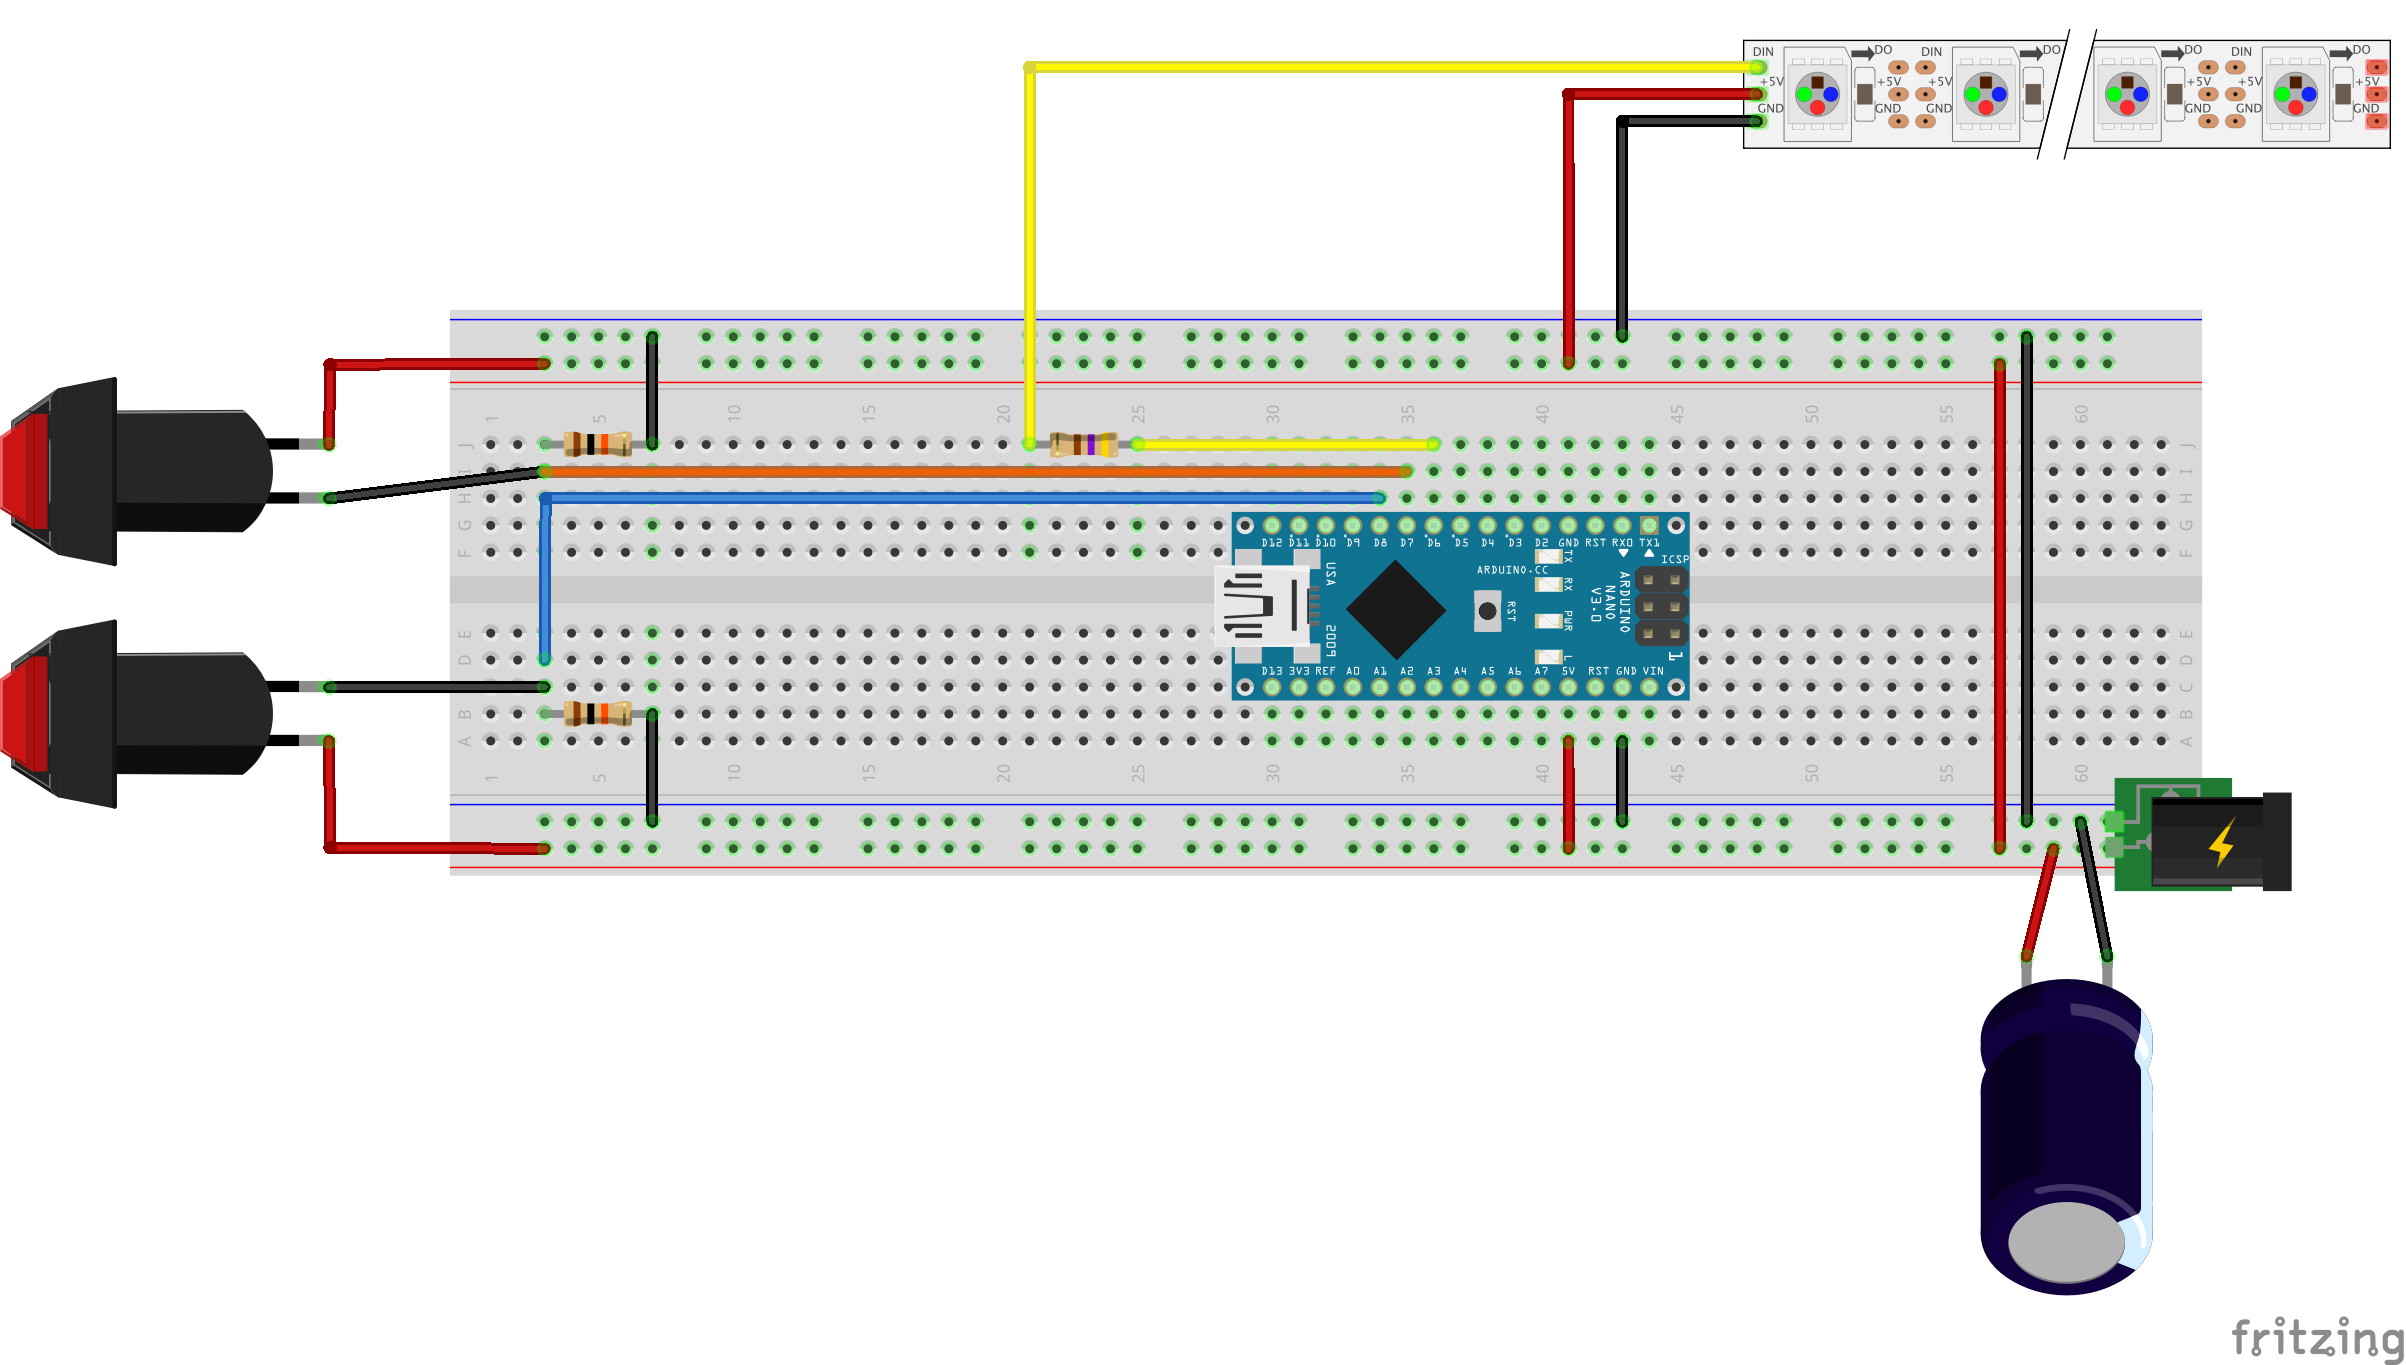 DIN DO DIN DO DO DIN DO
+5V +5V +5V +5V +5V +5V
GND GND GND GND GND GND
1 5 10 15 20 25 30 35 40 45 50 55 60
J J
I I
H H
G G
F F
D12 D11 D10 D9 D8 D7 D6 D5 D4 D3 D2 GND RST RX0 TX1
ICSP
ARDUINO.CC
USA
TX
RX
RST
PWR
L
ARDUINO
NANO
V3.0
2009
1
E E
D D
D13 3V3 REF A0 A1 A2 A3 A4 A5 A6 A7 5V RST GND VIN
C C
B B
A A
1 5 10 15 20 25 30 35 40 45 50 55 60
fritzing